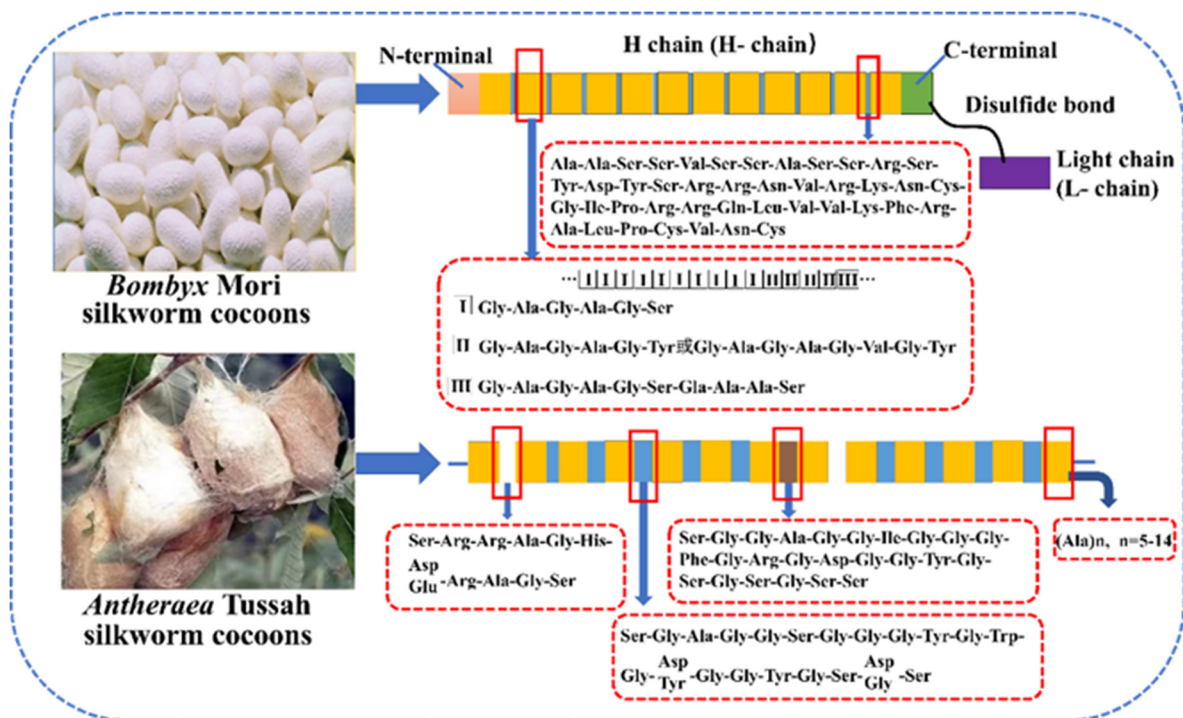 N-terminal
H chain (H- chain)
C-terminal
Disulfide bond
Light chain
(L- chain)
Ala-Ala-Ser-Ser-Val-Ser-Ser-Ala-Ser-Ser-Arg-Ser-
Tyr-Asp-Tyr-Ser-Arg-Arg-Asn-Val-Arg-Lys-Asn-Cys-
Gly-Ile-Pro-Arg-Arg-Gln-Leu-Val-Val-Lys-Phe-Arg-
Ala-Leu-Pro-Cys-Val-Asn-Cys
Bombyx Mori
silkworm cocoons
...I I I I I I I I I I II II II II III...
I Gly-Ala-Gly-Ala-Gly-Ser
II Gly-Ala-Gly-Ala-Gly-Tyr或Gly-Ala-Gly-Ala-Gly-Val-Gly-Tyr
III Gly-Ala-Gly-Ala-Gly-Ser-Gla-Ala-Ala-Ser
Ser-Arg-Arg-Ala-Gly-His-
Asp
Glu-Arg-Ala-Gly-Ser
Ser-Gly-Gly-Ala-Gly-Gly-Ile-Gly-Gly-Gly-
Phe-Gly-Arg-Gly-Asp-Gly-Gly-Tyr-Gly-
Ser-Gly-Ser-Gly-Ser-Ser
(Ala)n、n=5-14
Antheraea Tussah
silkworm cocoons
Ser-Gly-Ala-Gly-Gly-Ser-Gly-Gly-Gly-Tyr-Gly-Trp-
Asp Asp
Gly- -Gly-Gly-Tyr-Gly-Ser- -Ser
Tyr Gly